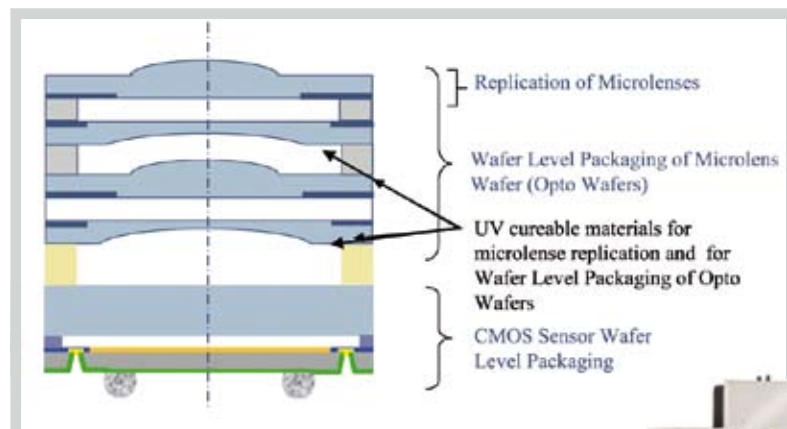 Replication of Microlenses
Wafer Level Packaging of Microlens
Wafer (Opto Wafers)
UV cureable materials for
microlense replication and for
Wafer Level Packaging of Opto
Wafers
CMOS Sensor Wafer
Level Packaging